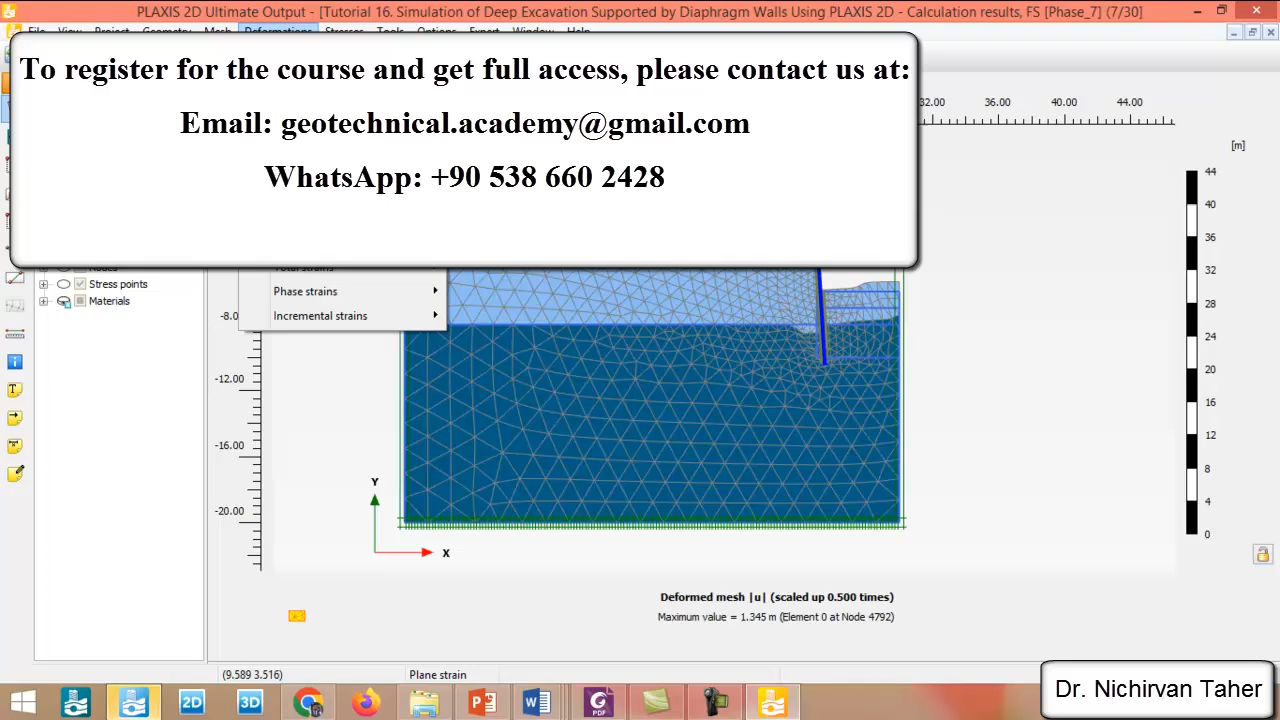 PLAXIS 2D Ultimate Output - [Tutorial 16. Simulation of Deep Excavation Supported by Diaphragm Walls Using PLAXIS 2D - Calculation results, FS [Phase_7] (7/30)
To register for the course and get full access, please contact us at:
Email: geotechnical.academy@gmail.com
WhatsApp: +90 538 660 2428
32.00 36.00 40.00 44.00
[m]
44
40
36
32
28
24
20
16
12
8
4
0
Stress points
Materials
Phase strains
Incremental strains
-8.0
-12.00
-16.00
-20.00
Y
X
Deformed mesh |u| (scaled up 0.500 times)
Maximum value = 1.345 m (Element 0 at Node 4792)
(9.589 3.516)
Plane strain
2D
3D
PDF
Dr. Nichirvan Taher